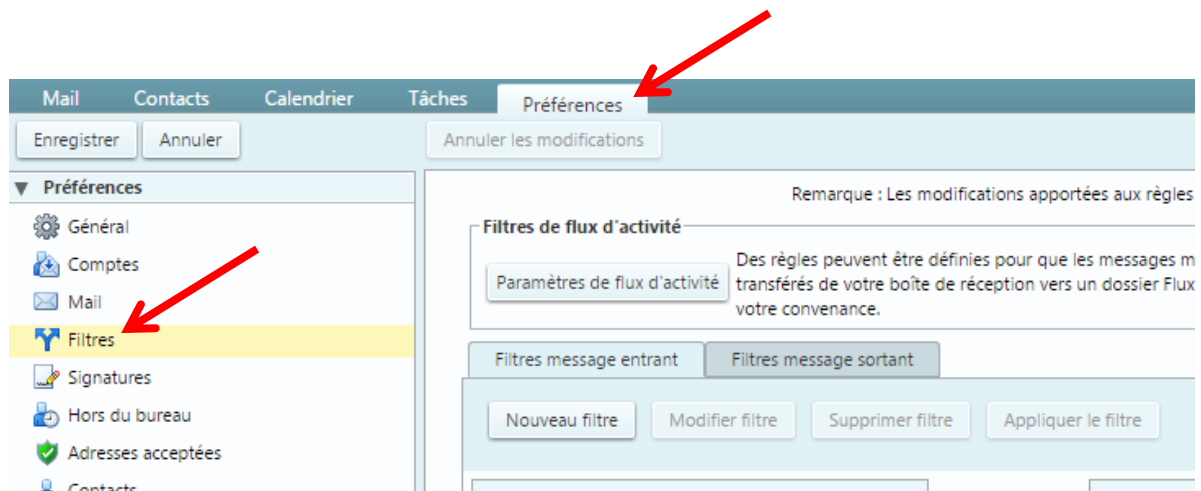 Mail Contacts Calendrier Tâches Préférences
Enregistrer Annuler Annuler les modifications
Préférences
Général
Comptes
Mail
Filtres
Signatures
Hors du bureau
Adresses acceptées
Contacts
Remarque : Les modifications apportées aux règles
Filtres de flux d'activité
Paramètres de flux d'activité
Des règles peuvent être définies pour que les messages m
transférés de votre boîte de réception vers un dossier Flux
votre convenance.
Filtres message entrant Filtres message sortant
Nouveau filtre Modifier filtre Supprimer filtre Appliquer le filtre